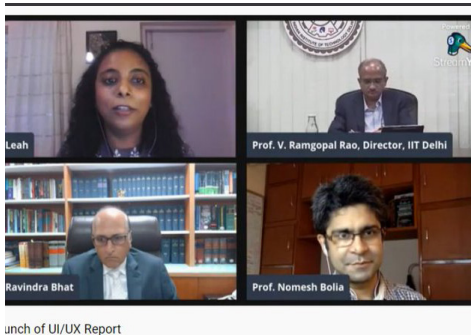 Leah
Prof. V. Ramgopal Rao, Director, IIT Delhi
Ravindra Bhat
Prof. Nomesh Bolia
unch of UI/UX Report